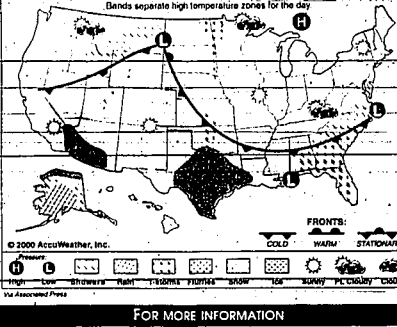 Bands separate high temperature zones for the day.
H
L
L
L
FRONTS:
© 2000 AccuWeather, Inc.
COLD WARM STATIONARY
Pressure:
H L
High Low Showers Rain T-storms Flurries Snow Ice Sunny Pt. Cloudy Clou
Via Associated Press
FOR MORE INFORMATION